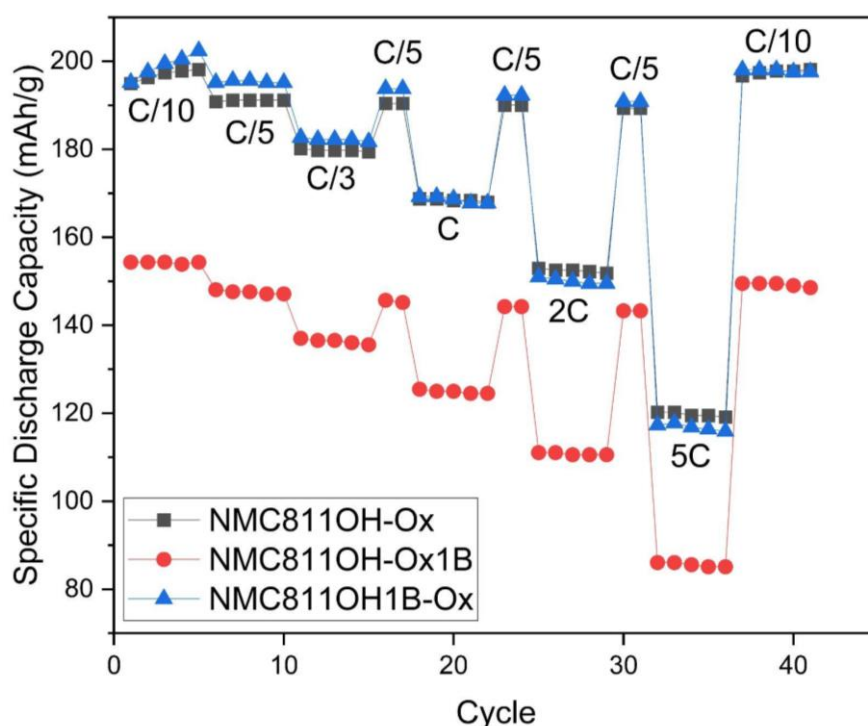 Specific Discharge Capacity (mAh/g)
200
180
160
140
120
100
80
C/10
C/5
C/3
C/5
C
C/5
2C
C/5
5C
C/10
NMC811OH-Ox
NMC811OH-Ox1B
NMC811OH1B-Ox
0
10
20
30
40
Cycle